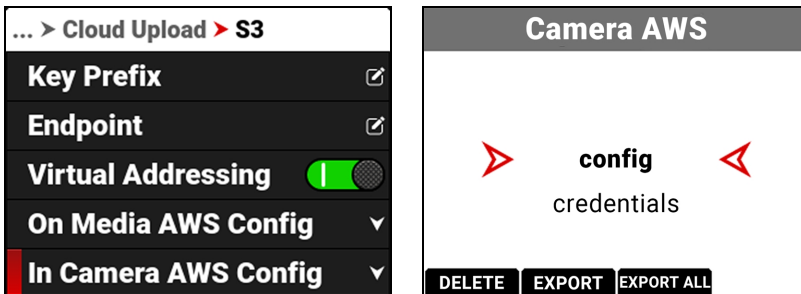 ... > Cloud Upload > S3
Key Prefix
Endpoint
Virtual Addressing
On Media AWS Config
In Camera AWS Config
Camera AWS
config
credentials
DELETE EXPORT EXPORT ALL